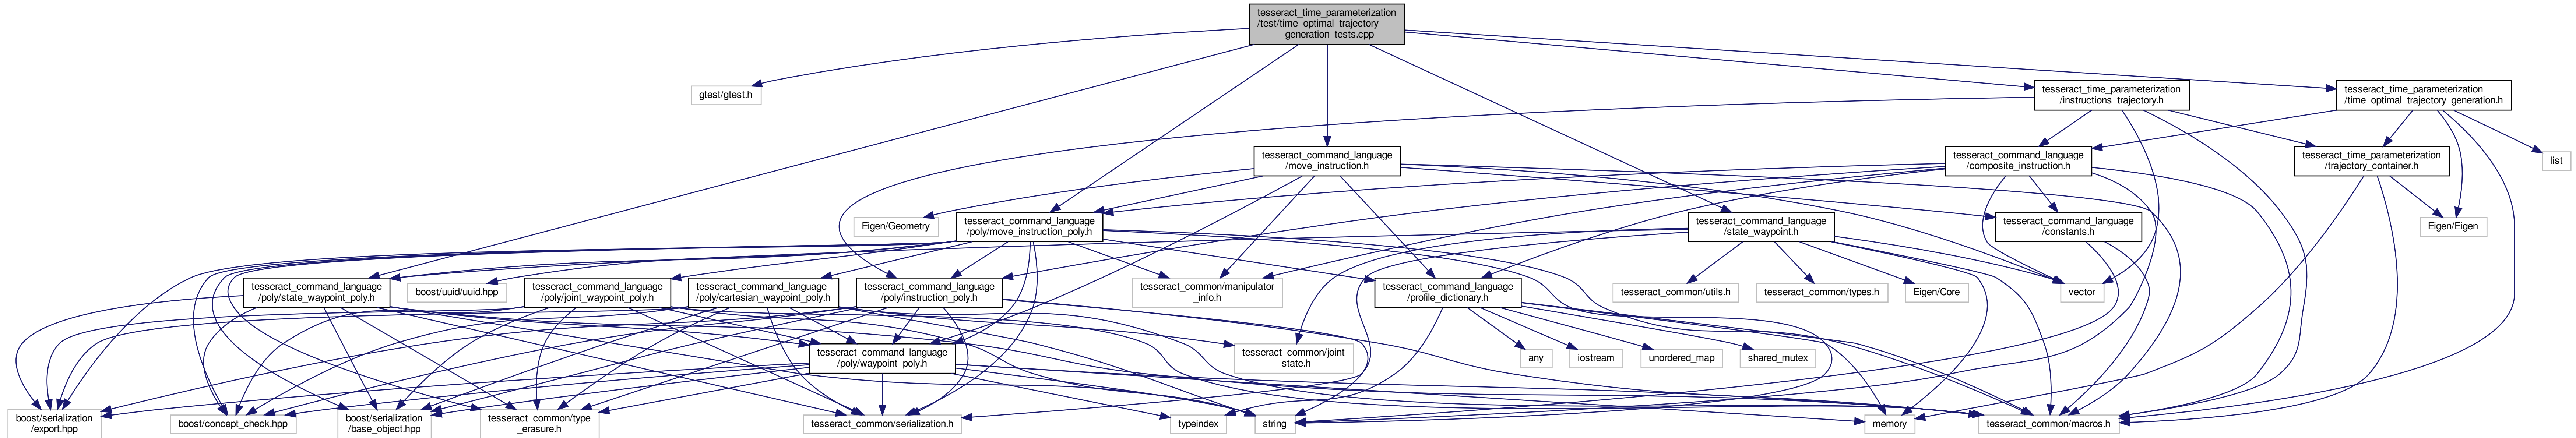 tesseract_time_parameterization
/test/time_optimal_trajectory
_generation_tests.cpp
gtest/gtest.h
tesseract_time_parameterization
/instructions_trajectory.h
tesseract_time_parameterization
/time_optimal_trajectory_generation.h
tesseract_command_language
/move_instruction.h
tesseract_command_language
/composite_instruction.h
tesseract_time_parameterization
/trajectory_container.h
list
Eigen/Geometry
tesseract_command_language
/poly/move_instruction_poly.h
tesseract_command_language
/state_waypoint.h
tesseract_command_language
/constants.h
Eigen/Eigen
tesseract_command_language
/poly/state_waypoint_poly.h
boost/uuid/uuid.hpp
tesseract_command_language
/poly/joint_waypoint_poly.h
tesseract_command_language
/poly/cartesian_waypoint_poly.h
tesseract_command_language
/poly/instruction_poly.h
tesseract_common/manipulator
_info.h
tesseract_command_language
/profile_dictionary.h
tesseract_common/utils.h
tesseract_common/types.h
Eigen/Core
vector
tesseract_command_language
/poly/waypoint_poly.h
tesseract_common/joint
_state.h
any
iostream
unordered_map
shared_mutex
boost/serialization
/export.hpp
boost/concept_check.hpp
boost/serialization
/base_object.hpp
tesseract_common/type
_erasure.h
tesseract_common/serialization.h
typeindex
string
memory
tesseract_common/macros.h